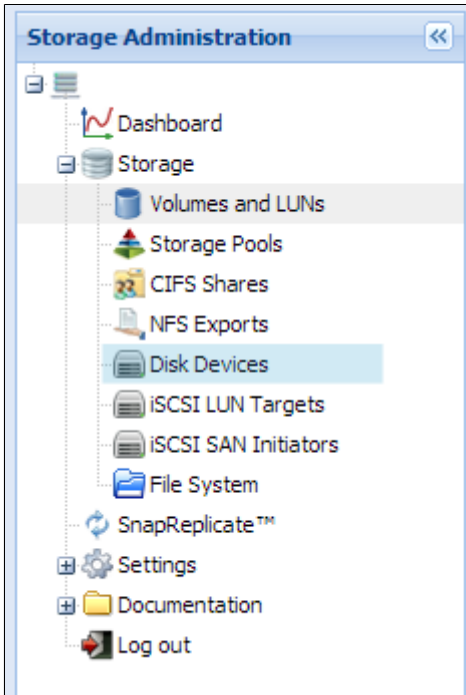 Storage Administration
Dashboard
Storage
Volumes and LUNs
Storage Pools
CIFS Shares
NFS Exports
Disk Devices
iSCSI LUN Targets
iSCSI SAN Initiators
File System
SnapReplicate™
Settings
Documentation
Log out